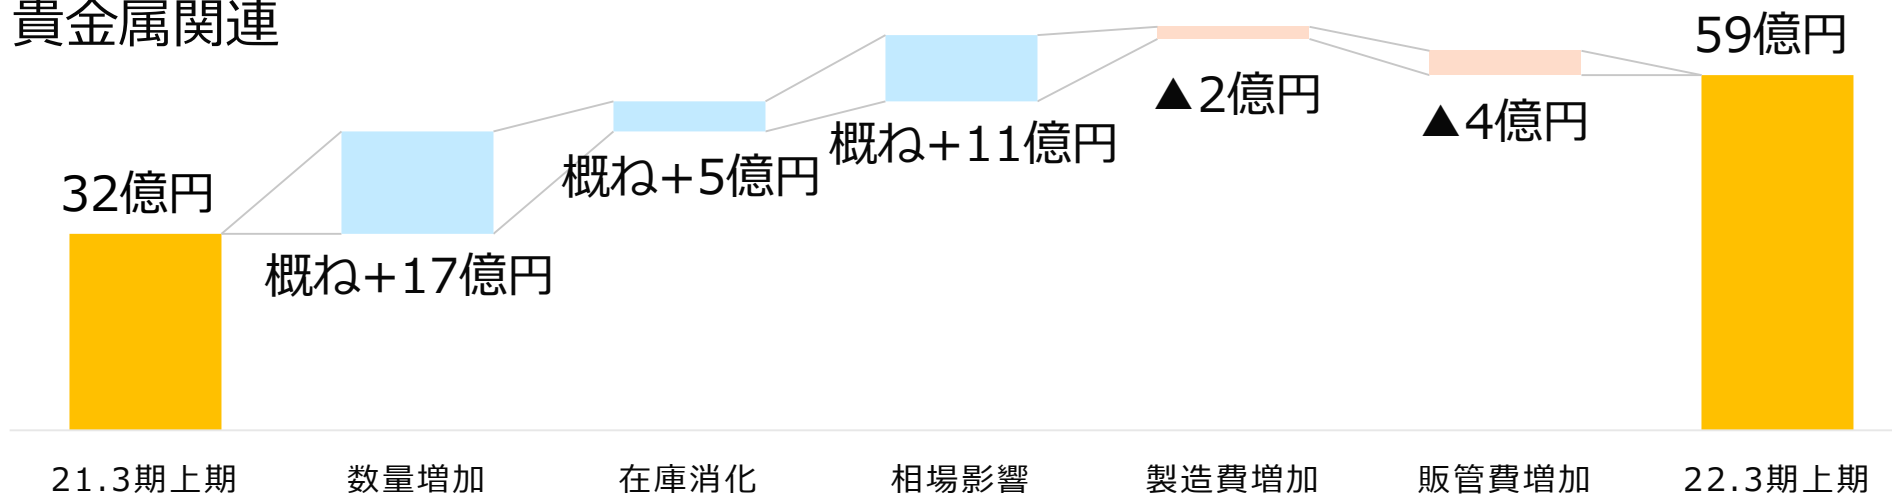 貴金属関連
32億円
概ね+17億円
概ね+5億円
概ね+11億円
▲2億円
▲4億円
59億円
21.3期上期 数量増加 在庫消化 相場影響 製造費増加 販管費増加 22.3期上期